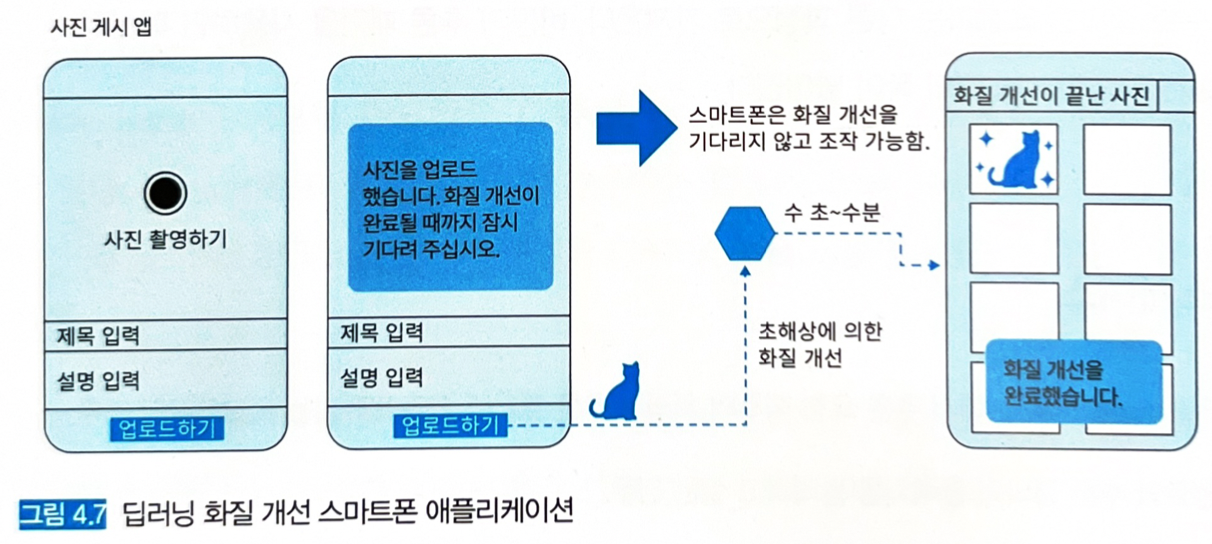 사진 게시 앱
사진 촬영하기
제목 입력
설명 입력
업로드하기
사진을 업로드
했습니다. 화질 개선이
완료될 때까지 잠시
기다려 주십시오.
제목 입력
설명 입력
업로드하기
스마트폰은 화질 개선을
기다리지 않고 조작 가능함.
수 초~수분
초해상에 의한
화질 개선
화질 개선이 끝난 사진
화질 개선을
완료했습니다.
그림 4.7 딥러닝 화질 개선 스마트폰 애플리케이션